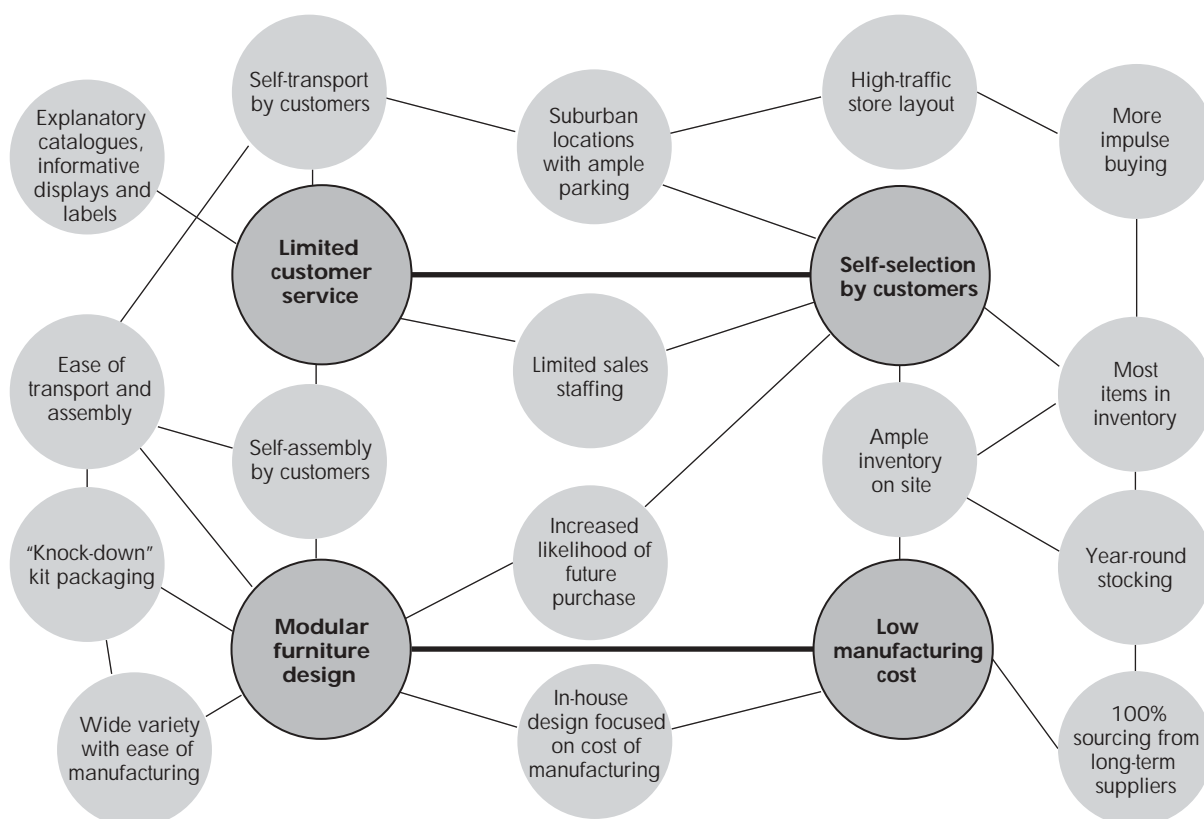 Self-transport
by customers
High-traffic
store layout
Explanatory
catalogues,
informative
displays and
labels
Suburban
locations
with ample
parking
More
impulse
buying
Limited
customer
service
Self-selection
by customers
Ease of
transport and
assembly
Limited sales
staffing
Most
items in
inventory
Self-assembly
by customers
Ample
inventory
on site
"Knock-down"
kit packaging
Increased
likelihood of
future
purchase
Year-round
stocking
Modular
furniture
design
Low
manufacturing
cost
Wide variety
with ease of
manufacturing
In-house
design focused
on cost of
manufacturing
100%
sourcing from
long-term
suppliers